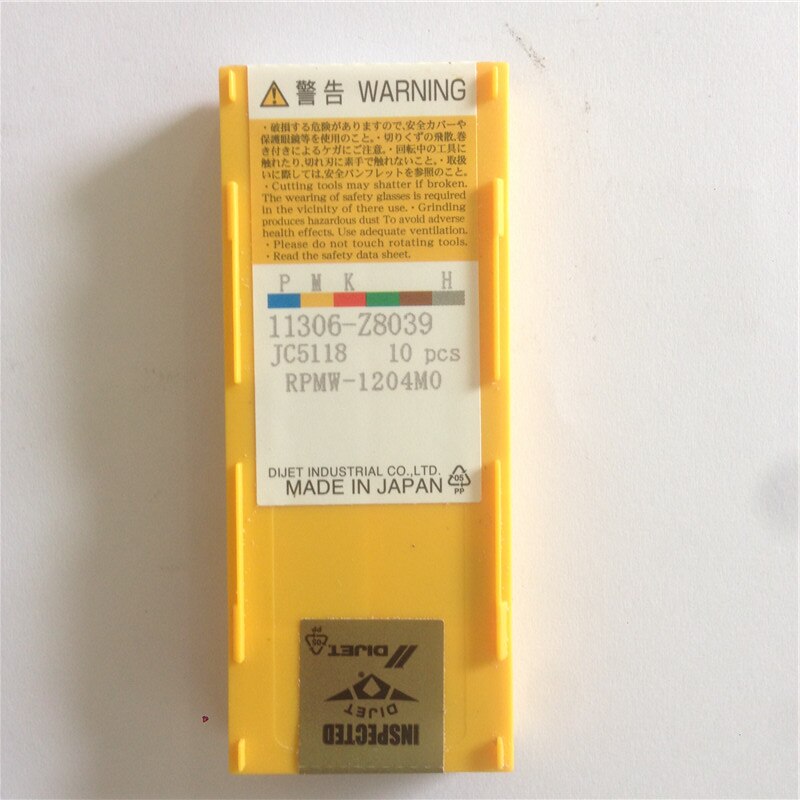 警告 WARNING
・破損する危険がありますので、安全カバーや
保護眼鏡等を使用のこと。・切りくずの飛散、巻
き付きによるケガにご注意。・回転中の工具に
触れたり、切れ刃に素手で触れないこと。・取扱
いに際しては、安全パンフレットを参照のこと。
・Cutting tools may shatter if broken.
The wearing of safety glasses is required
in the vicinity of there use.・Grinding
produces hazardous dust To avoid adverse
health effects. Use adequate ventilation.
・Please do not touch rotating tools.
・Read the safety data sheet.
P M K H
11306-Z8039
JC5118 10 pcs
RPMW-1204M0
DIJET INDUSTRIAL CO.,LTD.
MADE IN JAPAN
05
PP
PP
05
DIJET
DIJET
INSPECTED